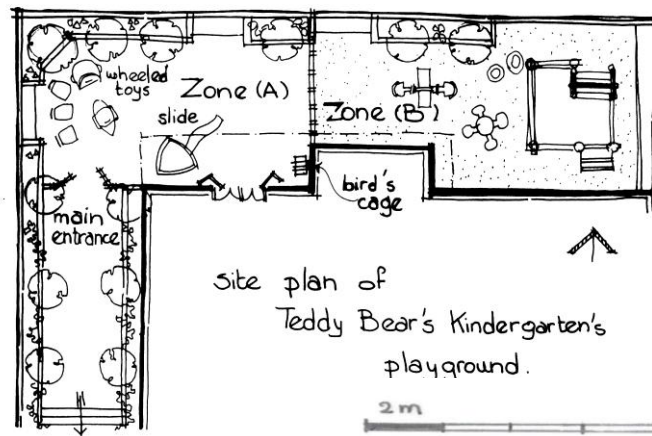 wheeled
toys
Zone (A)
slide
Zone (B)
main
entrance
bird's
cage
site plan of
Teddy Bear's Kindergarten's
playground.
2m